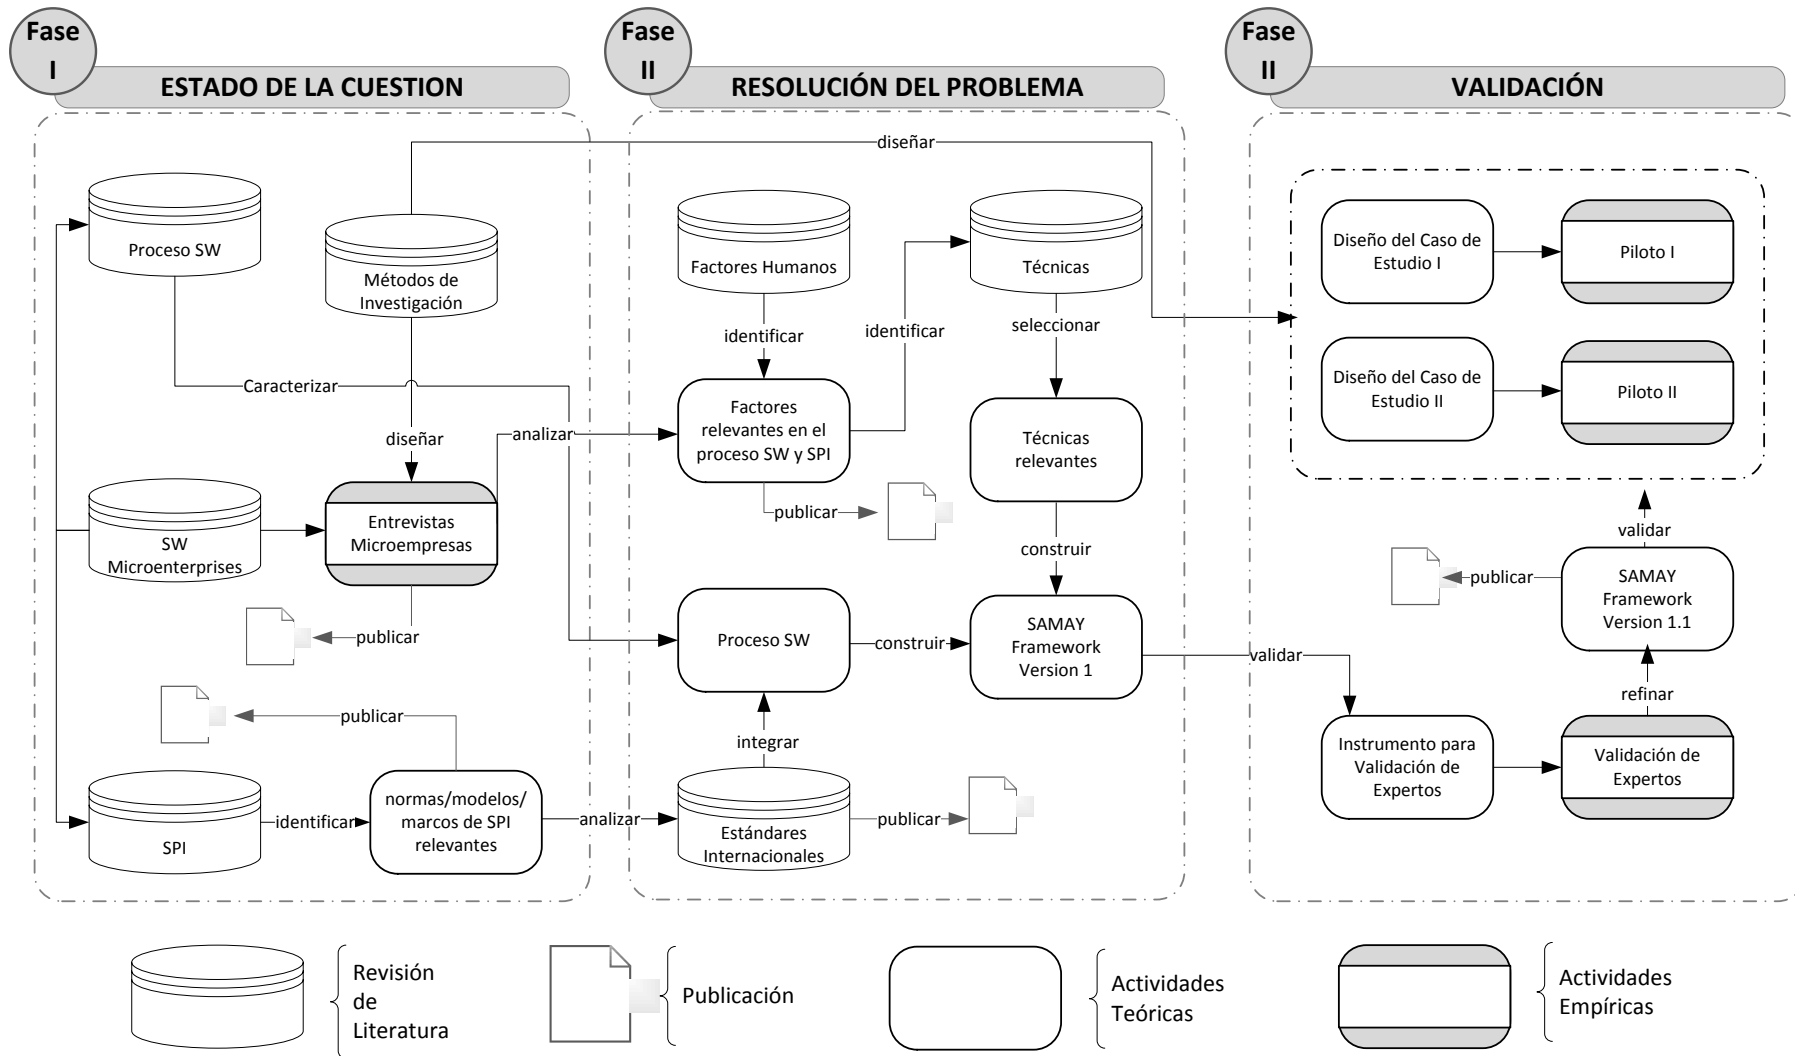 Fase
I
ESTADO DE LA CUESTION
Fase
II
RESOLUCIÓN DEL PROBLEMA
Fase
II
VALIDACIÓN
Proceso SW
Métodos de
Investigación
Caracterizar
diseñar
diseñar
SW
Microenterprises
Entrevistas
Microempresas
analizar
publicar
publicar
SPI
identificar
normas/modelos/
marcos de SPI
relevantes
analizar
Factores Humanos
identificar
Factores
relevantes en el
proceso SW y SPI
identificar
publicar
Técnicas
seleccionar
Técnicas
relevantes
construir
Proceso SW
construir
SAMAY
Framework
Version 1
integrar
Estándares
Internacionales
publicar
validar
Diseño del Caso de
Estudio I
Piloto I
Diseño del Caso de
Estudio II
Piloto II
validar
publicar
SAMAY
Framework
Version 1.1
refinar
Instrumento para
Validación de
Expertos
Validación de
Expertos
Revisión
de
Literatura
Publicación
Actividades
Teóricas
Actividades
Empíricas